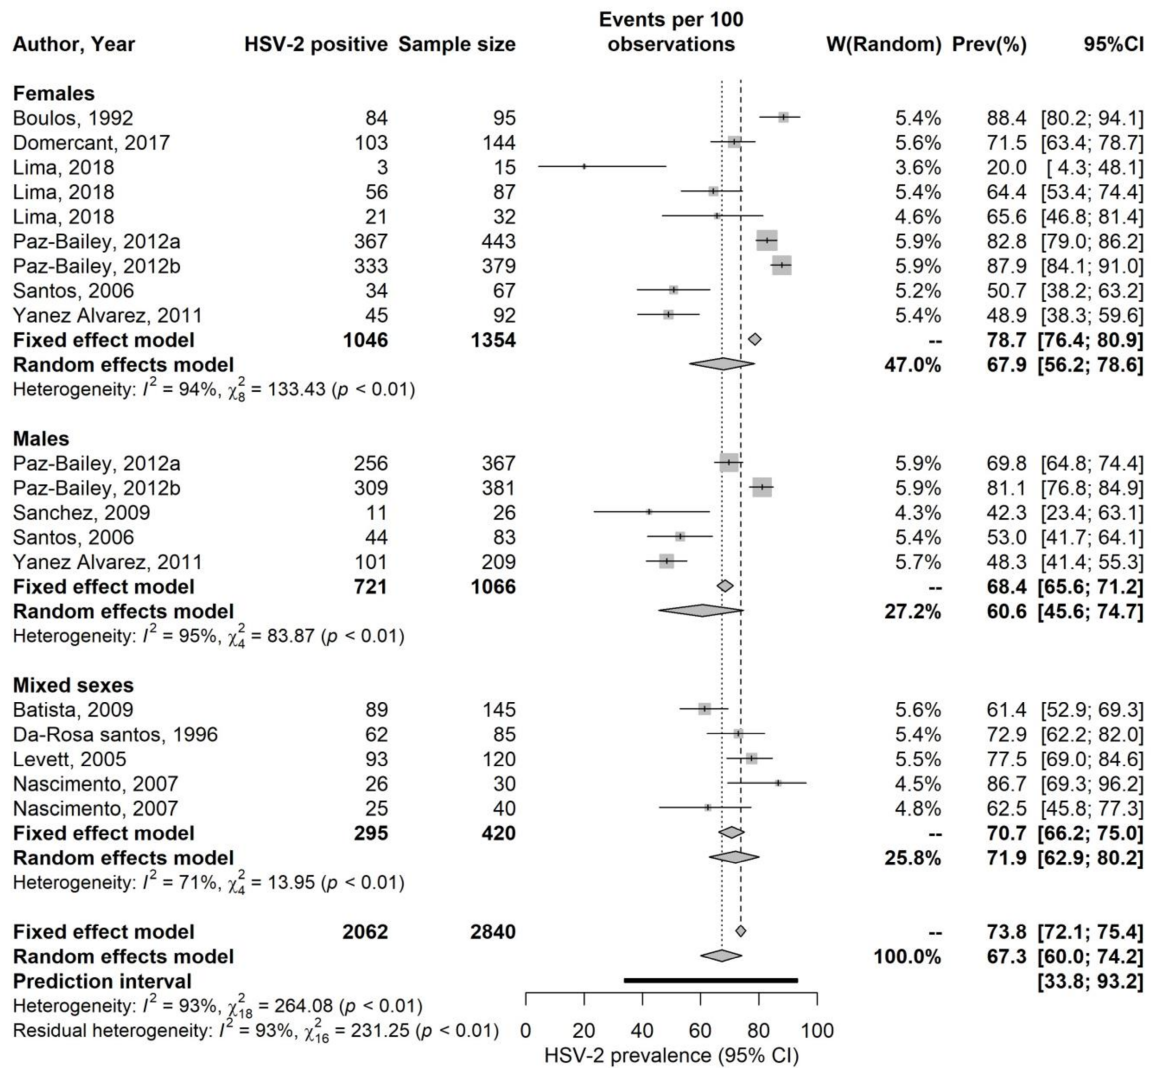 Events per 100
Author, Year HSV-2 positive Sample size observations W(Random) Prev(%) 95%CI
Females
Boulos, 1992 84 95 5.4% 88.4 [80.2; 94.1]
Domercant, 2017 103 144 5.6% 71.5 [63.4; 78.7]
Lima, 2018 3 15 3.6% 20.0 [ 4.3; 48.1]
Lima, 2018 56 87 5.4% 64.4 [53.4; 74.4]
Lima, 2018 21 32 4.6% 65.6 [46.8; 81.4]
Paz-Bailey, 2012a 367 443 5.9% 82.8 [79.0; 86.2]
Paz-Bailey, 2012b 333 379 5.9% 87.9 [84.1; 91.0]
Santos, 2006 34 67 5.2% 50.7 [38.2; 63.2]
Yanez Alvarez, 2011 45 92 5.4% 48.9 [38.3; 59.6]
Fixed effect model 1046 1354 -- 78.7 [76.4; 80.9]
Random effects model 47.0% 67.9 [56.2; 78.6]
Heterogeneity: I² = 94%, χ²₈ = 133.43 (p < 0.01)
Males
Paz-Bailey, 2012a 256 367 5.9% 69.8 [64.8; 74.4]
Paz-Bailey, 2012b 309 381 5.9% 81.1 [76.8; 84.9]
Sanchez, 2009 11 26 4.3% 42.3 [23.4; 63.1]
Santos, 2006 44 83 5.4% 53.0 [41.7; 64.1]
Yanez Alvarez, 2011 101 209 5.7% 48.3 [41.4; 55.3]
Fixed effect model 721 1066 -- 68.4 [65.6; 71.2]
Random effects model 27.2% 60.6 [45.6; 74.7]
Heterogeneity: I² = 95%, χ²₄ = 83.87 (p < 0.01)
Mixed sexes
Batista, 2009 89 145 5.6% 61.4 [52.9; 69.3]
Da-Rosa santos, 1996 62 85 5.4% 72.9 [62.2; 82.0]
Levett, 2005 93 120 5.5% 77.5 [69.0; 84.6]
Nascimento, 2007 26 30 4.5% 86.7 [69.3; 96.2]
Nascimento, 2007 25 40 4.8% 62.5 [45.8; 77.3]
Fixed effect model 295 420 -- 70.7 [66.2; 75.0]
Random effects model 25.8% 71.9 [62.9; 80.2]
Heterogeneity: I² = 71%, χ²₄ = 13.95 (p < 0.01)
Fixed effect model 2062 2840 -- 73.8 [72.1; 75.4]
Random effects model 100.0% 67.3 [60.0; 74.2]
Prediction interval [33.8; 93.2]
Heterogeneity: I² = 93%, χ²₁₈ = 264.08 (p < 0.01)
Residual heterogeneity: I² = 93%, χ²₁₆ = 231.25 (p < 0.01)
0 20 40 60 80 100
HSV-2 prevalence (95% CI)